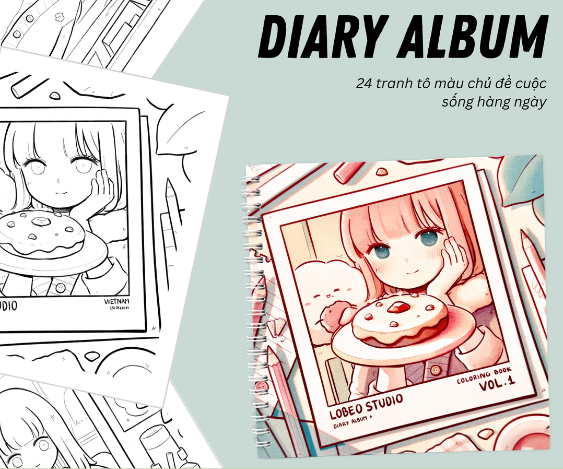 DIARY ALBUM
24 tranh tô màu chủ đề cuộc
sống hàng ngày
TUDIO
VIETNAM
COLORING BOOK
VOL.1
LOBEO STUDIO
DIARY ALBUM